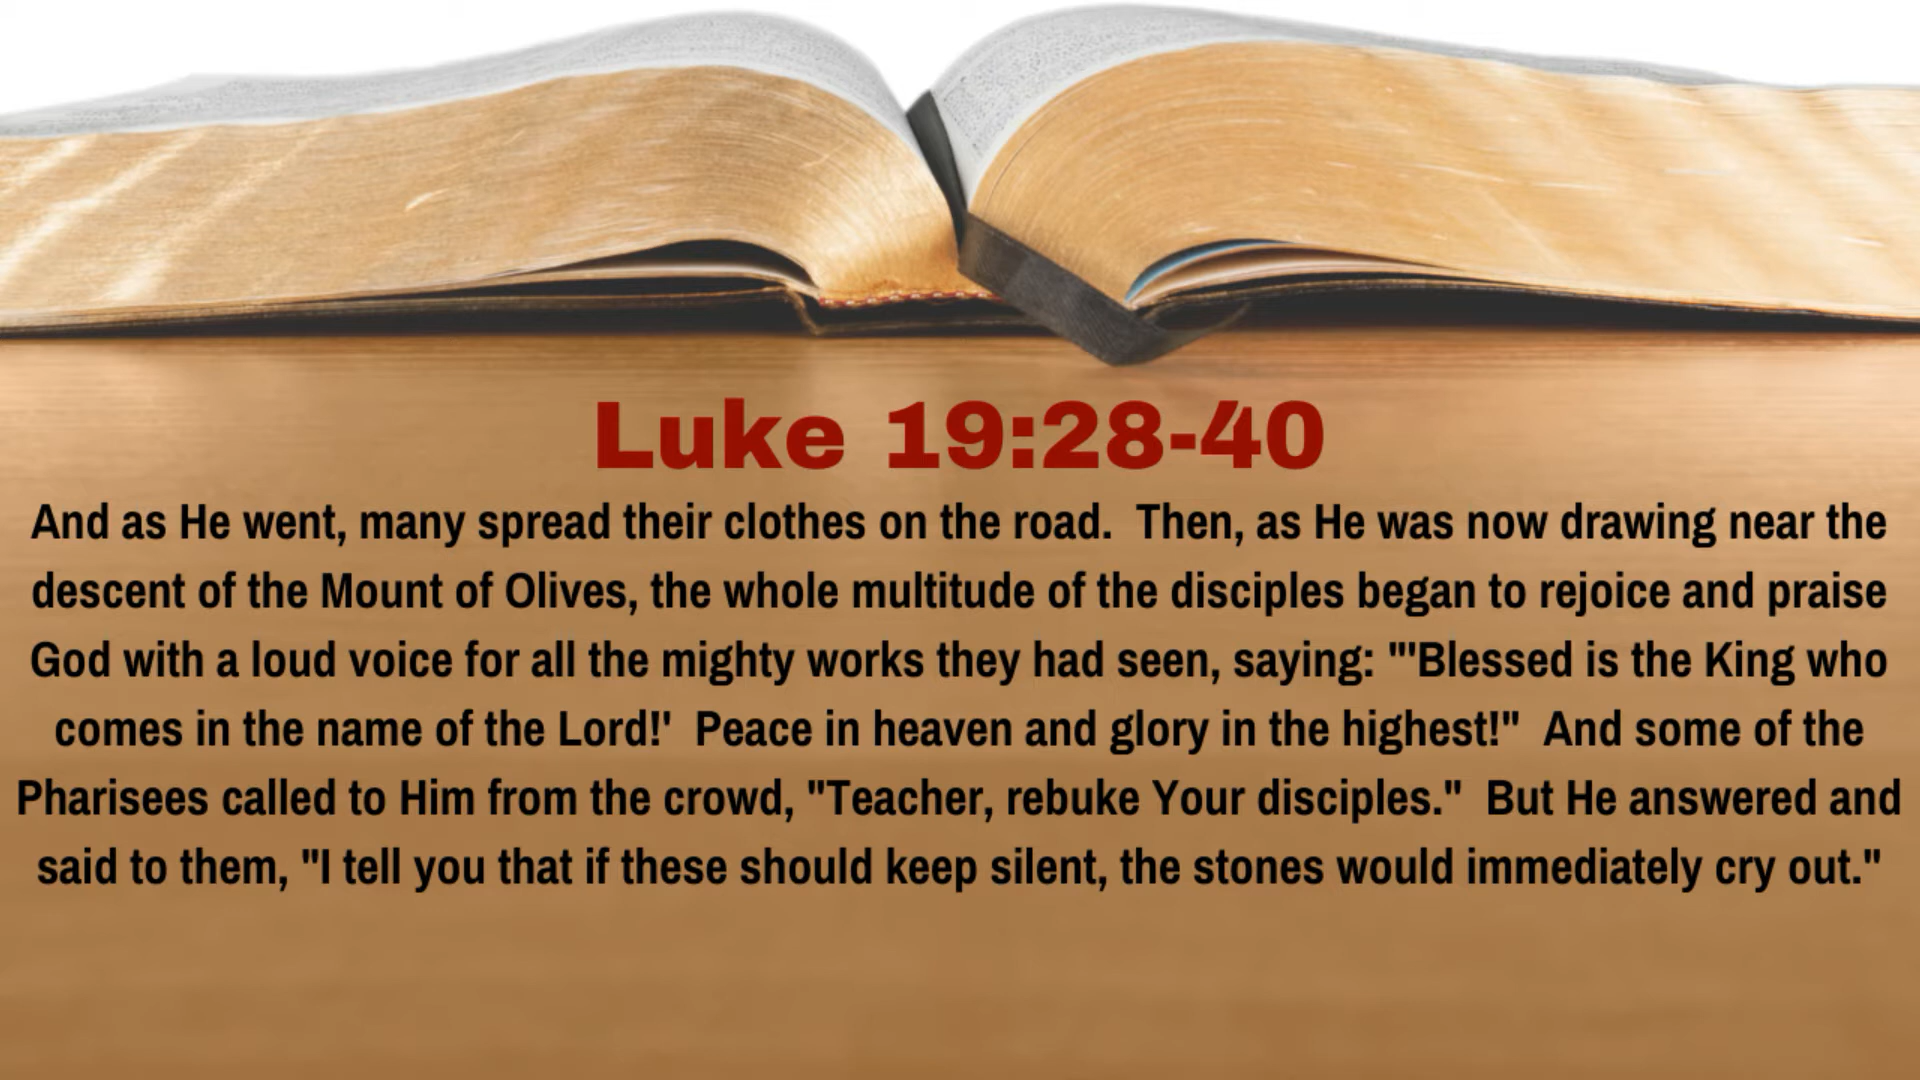 Luke 19:28-40
And as He went, many spread their clothes on the road.  Then, as He was now drawing near the
descent of the Mount of Olives, the whole multitude of the disciples began to rejoice and praise
God with a loud voice for all the mighty works they had seen, saying: "'Blessed is the King who
comes in the name of the Lord!'  Peace in heaven and glory in the highest!"  And some of the
Pharisees called to Him from the crowd, "Teacher, rebuke Your disciples."  But He answered and
said to them, "I tell you that if these should keep silent, the stones would immediately cry out."